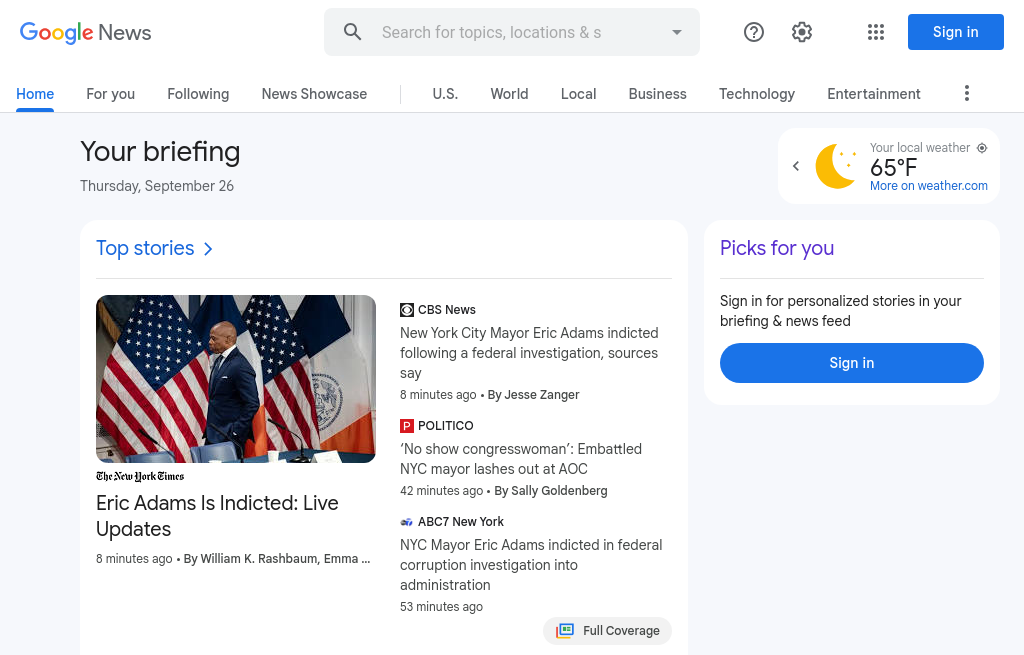 Google News
Search for topics, locations & s
Sign in
Home
For you
Following
News Showcase
U.S.
World
Local
Business
Technology
Entertainment
Your briefing
Thursday, September 26
Your local weather
65°F
More on weather.com
Top stories
The New York Times
Eric Adams Is Indicted: Live
Updates
8 minutes ago • By William K. Rashbaum, Emma ...
CBS News
New York City Mayor Eric Adams indicted
following a federal investigation, sources
say
8 minutes ago • By Jesse Zanger
P POLITICO
‘No show congresswoman’: Embattled
NYC mayor lashes out at AOC
42 minutes ago • By Sally Goldenberg
ABC7 New York
NYC Mayor Eric Adams indicted in federal
corruption investigation into
administration
53 minutes ago
Full Coverage
Picks for you
Sign in for personalized stories in your
briefing & news feed
Sign in